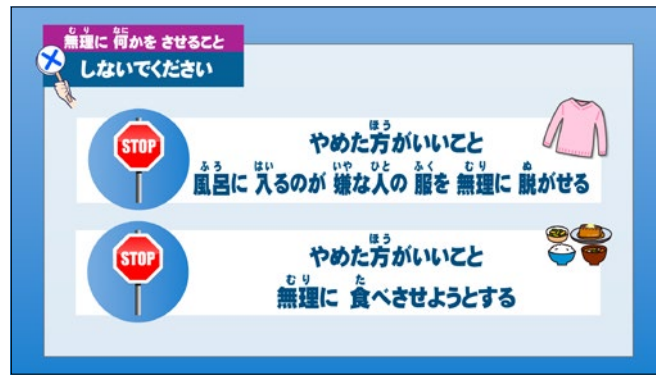 無理に 何かを させること
しないでください
STOP
やめた方がいいこと
風呂に 入るのが 嫌な人の 服を 無理に 脱がせる
STOP
やめた方がいいこと
無理に 食べさせようとする